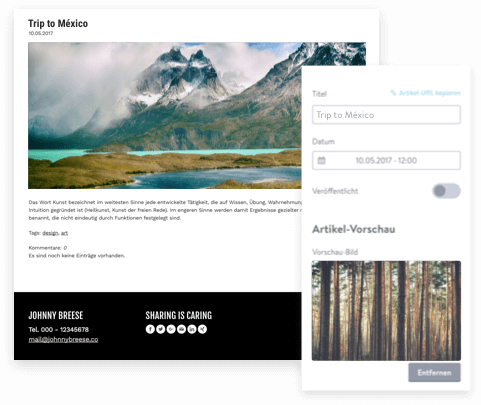 Trip to México
10.05.2017
Das Wort Kunst bezeichnet im weitesten Sinne jede entwickelte Tätigkeit, die auf Wissen, Übung, Wahrnehmung
Intuition gegründet ist (Heilkunst, Kunst der freien Rede). Im engeren Sinne werden damit Ergebnisse gezielter
benannt, die nicht eindeutig durch Funktionen festgelegt sind.
Tags: design, art
Kommentare: 0
Es sind noch keine Einträge vorhanden.
JOHNNY BREESE
Tel. 000 - 12345678
mail@johnnybreese.co
SHARING IS CARING
Titel
Artikel-URL kopieren
Trip to México
Datum
10.05.2017 - 12:00
Veröffentlicht
Artikel-Vorschau
Vorschau-Bild
Entfernen